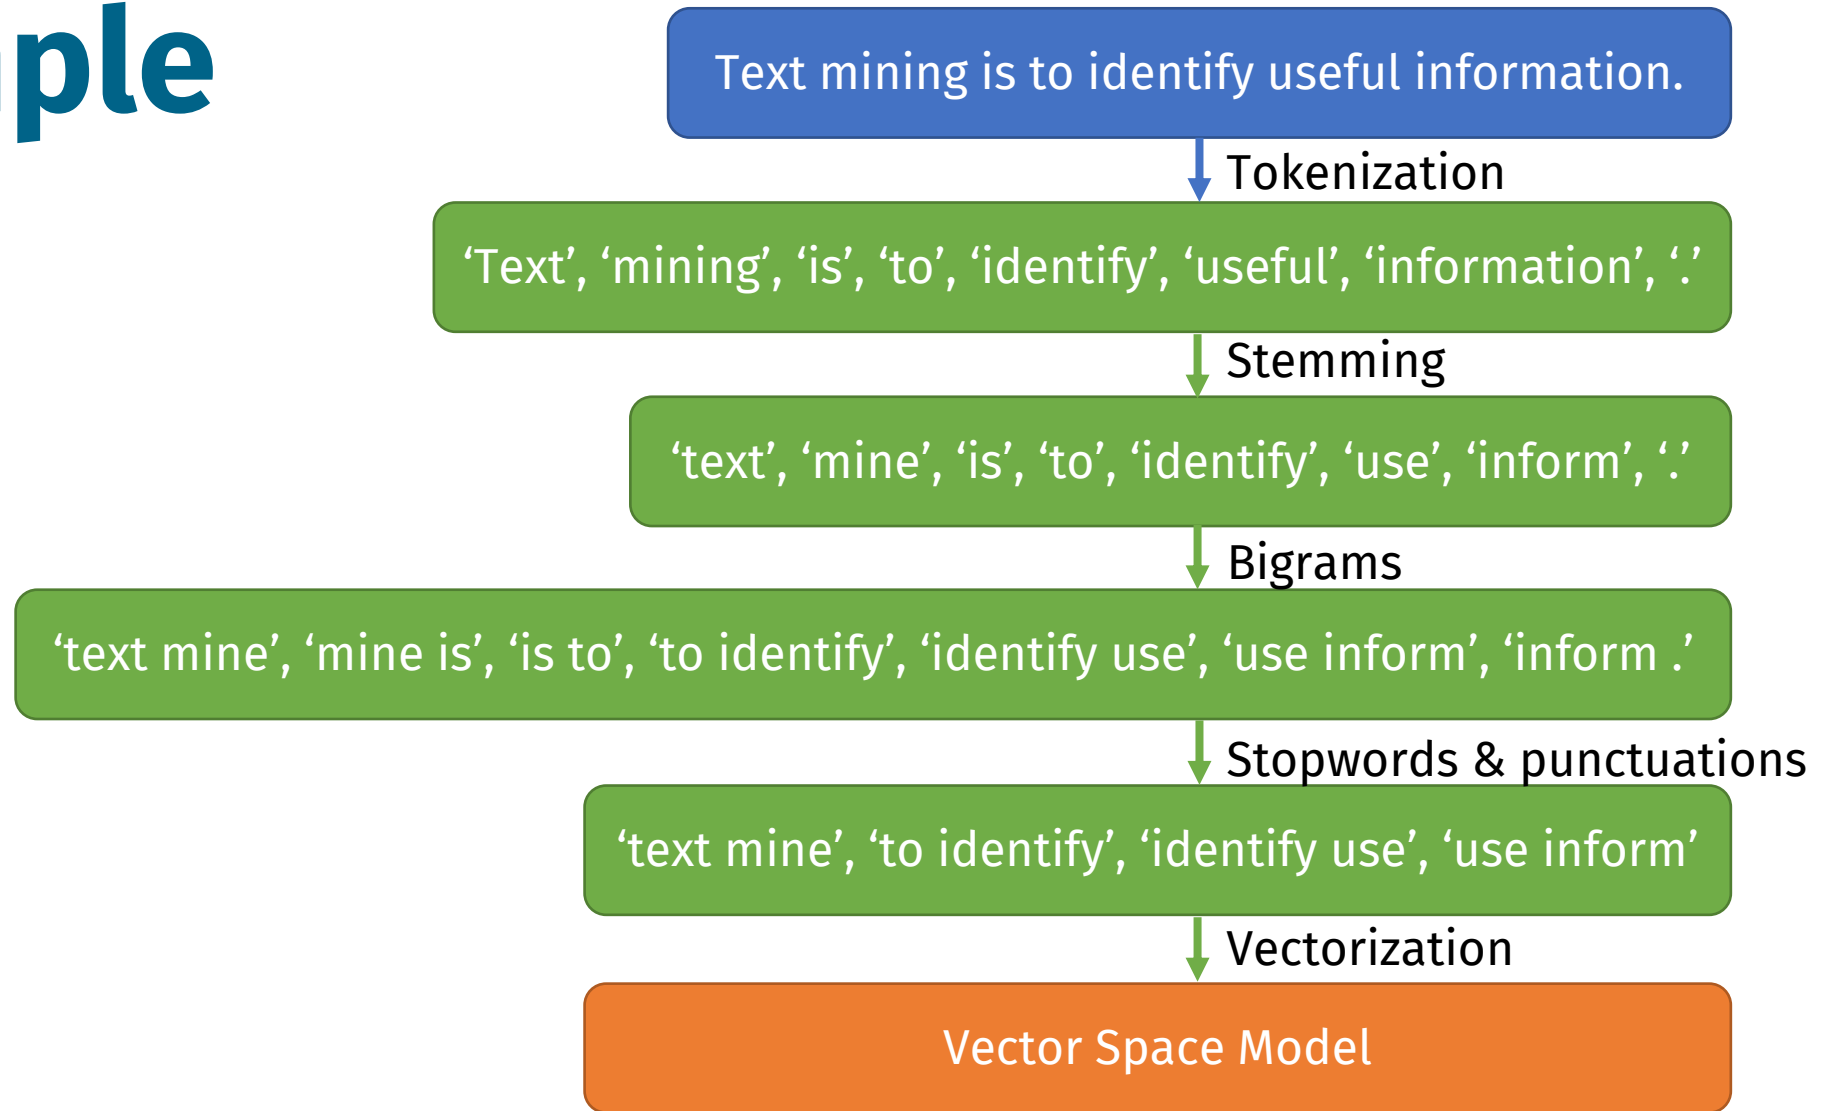 ple
Text mining is to identify useful information.
Tokenization
‘Text’, ‘mining’, ‘is’, ‘to’, ‘identify’, ‘useful’, ‘information’, ‘.’
Stemming
‘text’, ‘mine’, ‘is’, ‘to’, ‘identify’, ‘use’, ‘inform’, ‘.’
Bigrams
‘text mine’, ‘mine is’, ‘is to’, ‘to identify’, ‘identify use’, ‘use inform’, ‘inform .’
Stopwords & punctuations
‘text mine’, ‘to identify’, ‘identify use’, ‘use inform’
Vectorization
Vector Space Model